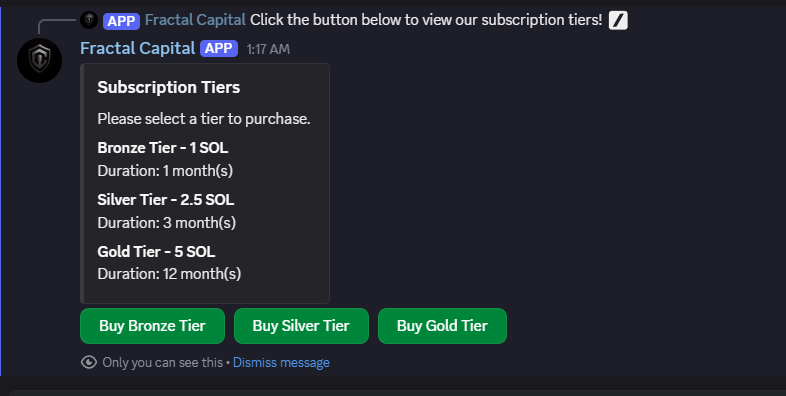 APP Fractal Capital Click the button below to view our subscription tiers!
Fractal Capital APP 1:17 AM
Subscription Tiers
Please select a tier to purchase.
Bronze Tier - 1 SOL
Duration: 1 month(s)
Silver Tier - 2.5 SOL
Duration: 3 month(s)
Gold Tier - 5 SOL
Duration: 12 month(s)
Buy Bronze Tier Buy Silver Tier Buy Gold Tier
Only you can see this • Dismiss message